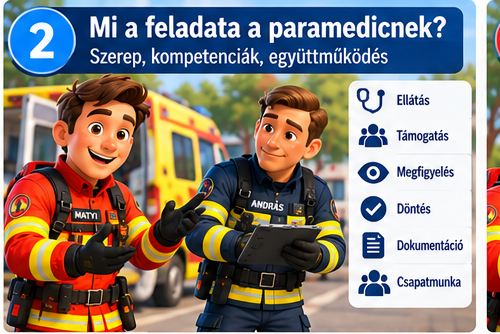 2
Mi a feladata a paramedicnek?
Szerep, kompetenciák, együttműködés
Ellátás
Támogatás
Megfigyelés
Döntés
Dokumentáció
Csapatmunka
MATYI
ANDRÁS